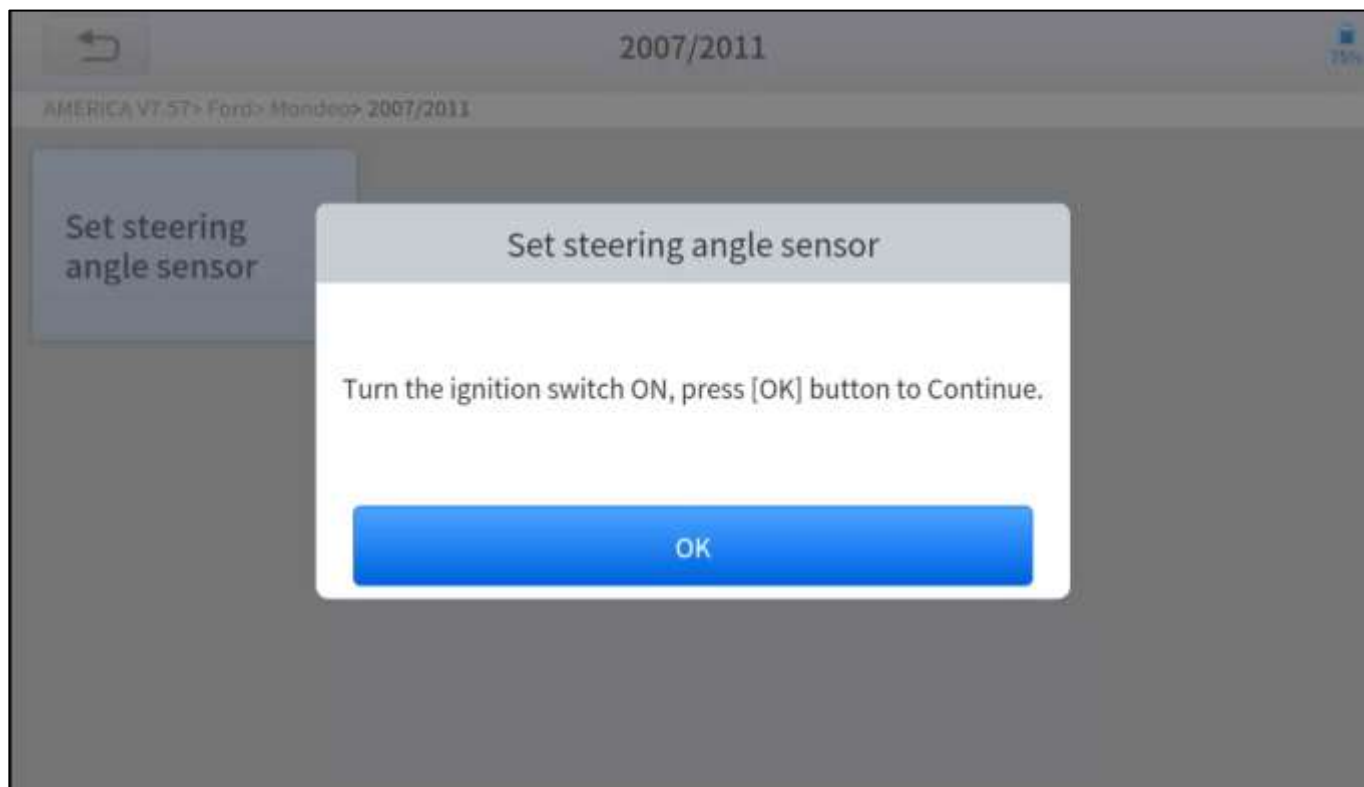 2007/2011
75%
AMERICA V7.57> Ford> Mondeo> 2007/2011
Set steering
angle sensor
Set steering angle sensor
Turn the ignition switch ON, press [OK] button to Continue.
OK